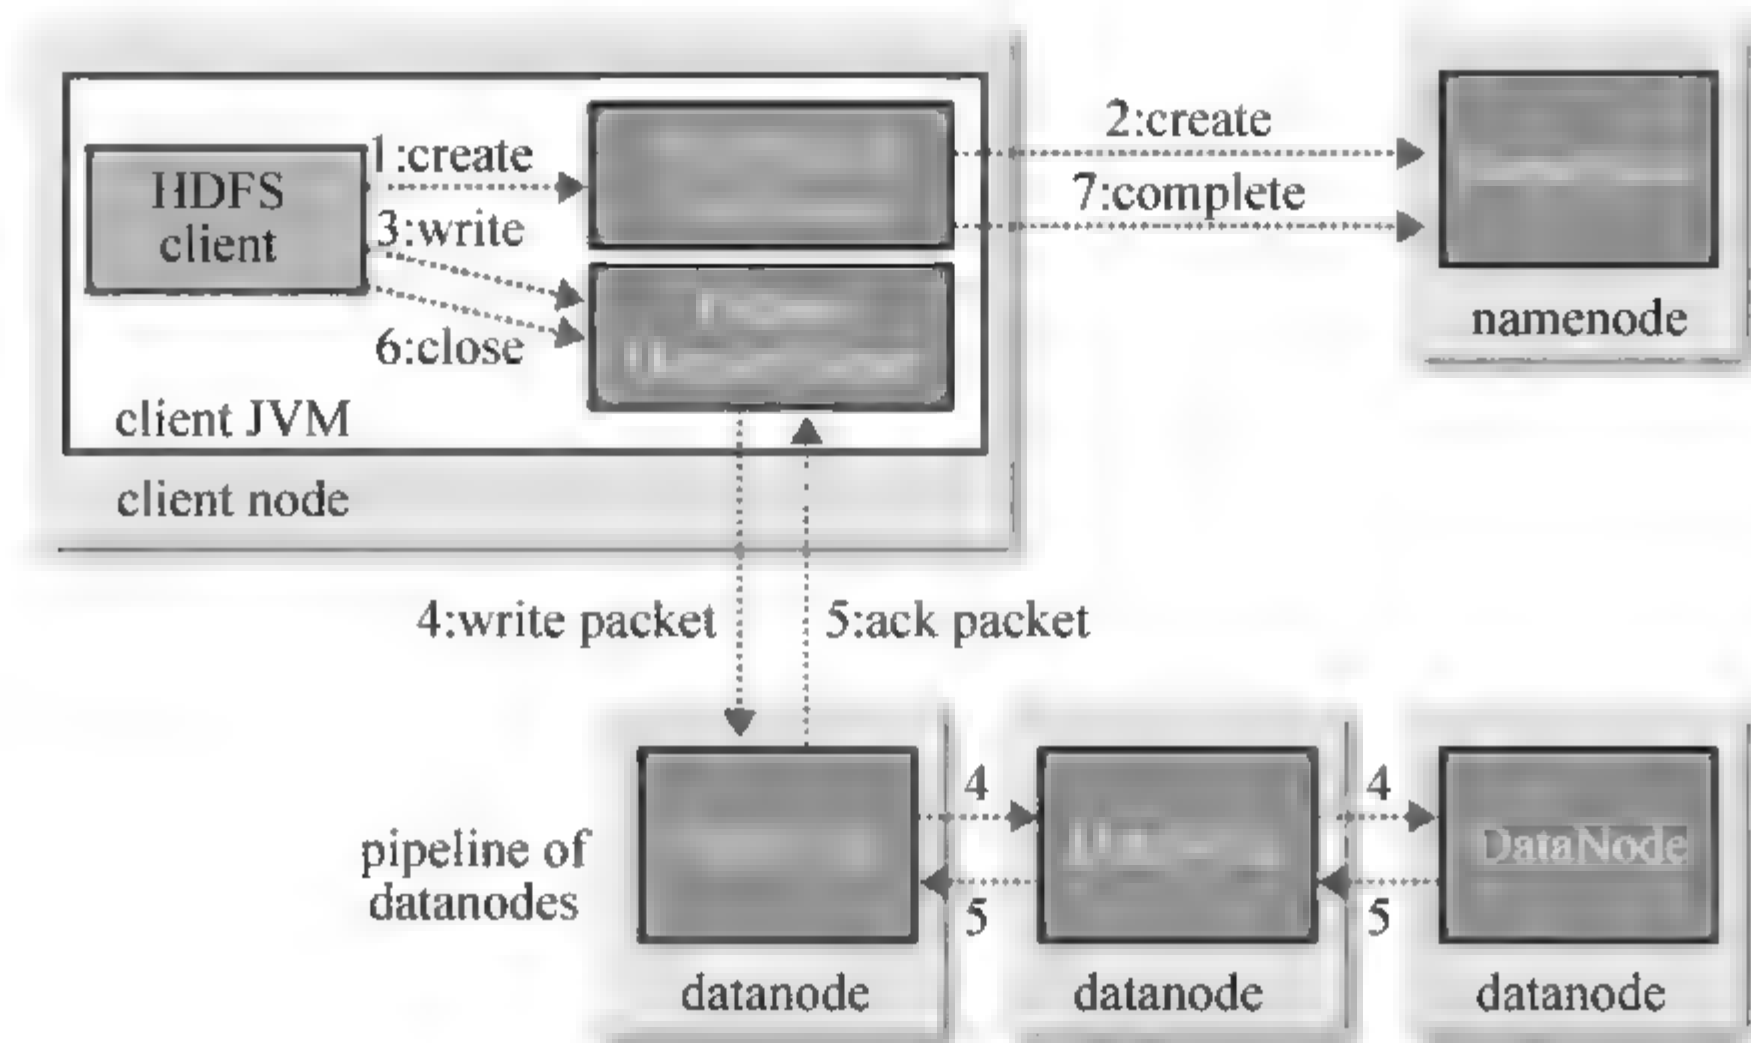 1:create
HDFS
client
3:write
6:close
client JVM
client node
2:create
7:complete
namenode
4:write packet
5:ack packet
pipeline of
datanodes
4
5
4
5
DataNode
datanode
datanode
datanode